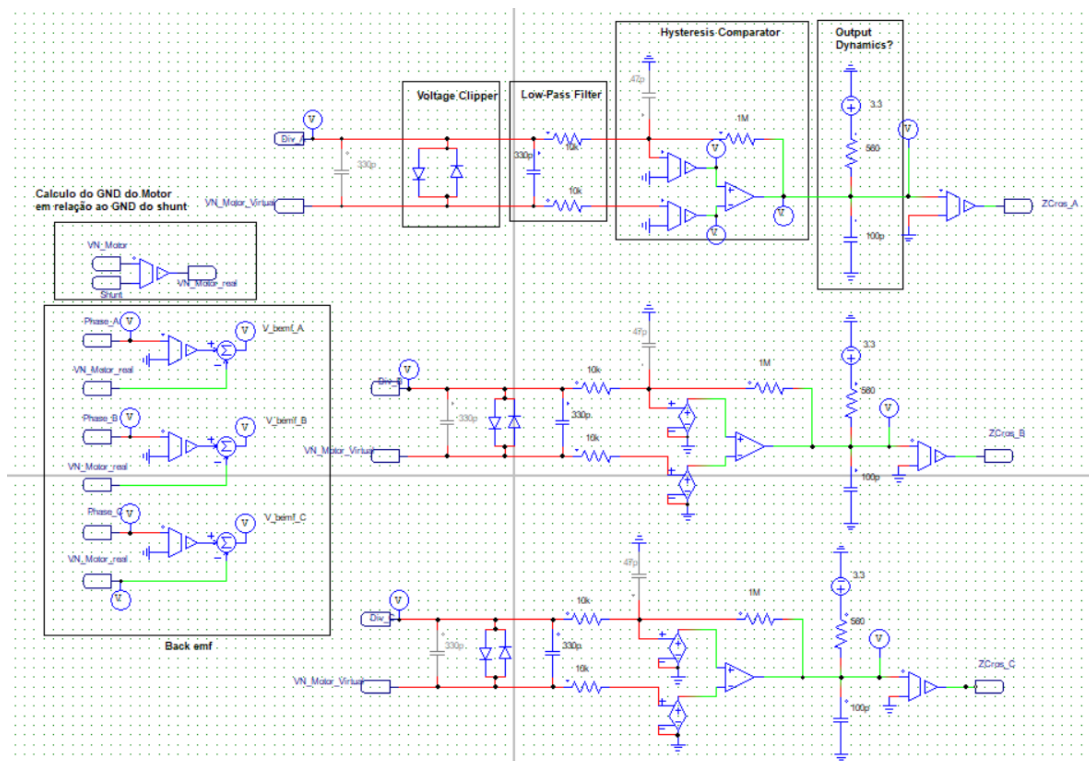 Hysteresis Comparator
Output
Dynamics?
47p
3.3
Voltage Clipper
Low-Pass Filter
1M
Div_A
V
V
560
330p
330p
10k
V
Calculo do GND do Motor
em relação ao GND do shunt
VN_Motor_Virtual
10k
ZCros_A
V
V
100p
VN_Motor
VN_Motor_real
Shunt
Phase_A
V
V
V_bemf_A
47p
3.3
VN_Motor_real
10k
1M
V
560
Phase_B
V
V
V_bemf_B
330p
330p
V
VN_Motor_Virtual
10k
ZCros_B
VN_Motor_real
100p
Phase_C
V
V
V_bemf_C
VN_Motor_real
V
47p
3.3
10k
1M
V
Div_C
560
Back emf
330p
330p
V
10k
ZCros_C
VN_Motor_Virtual
100p